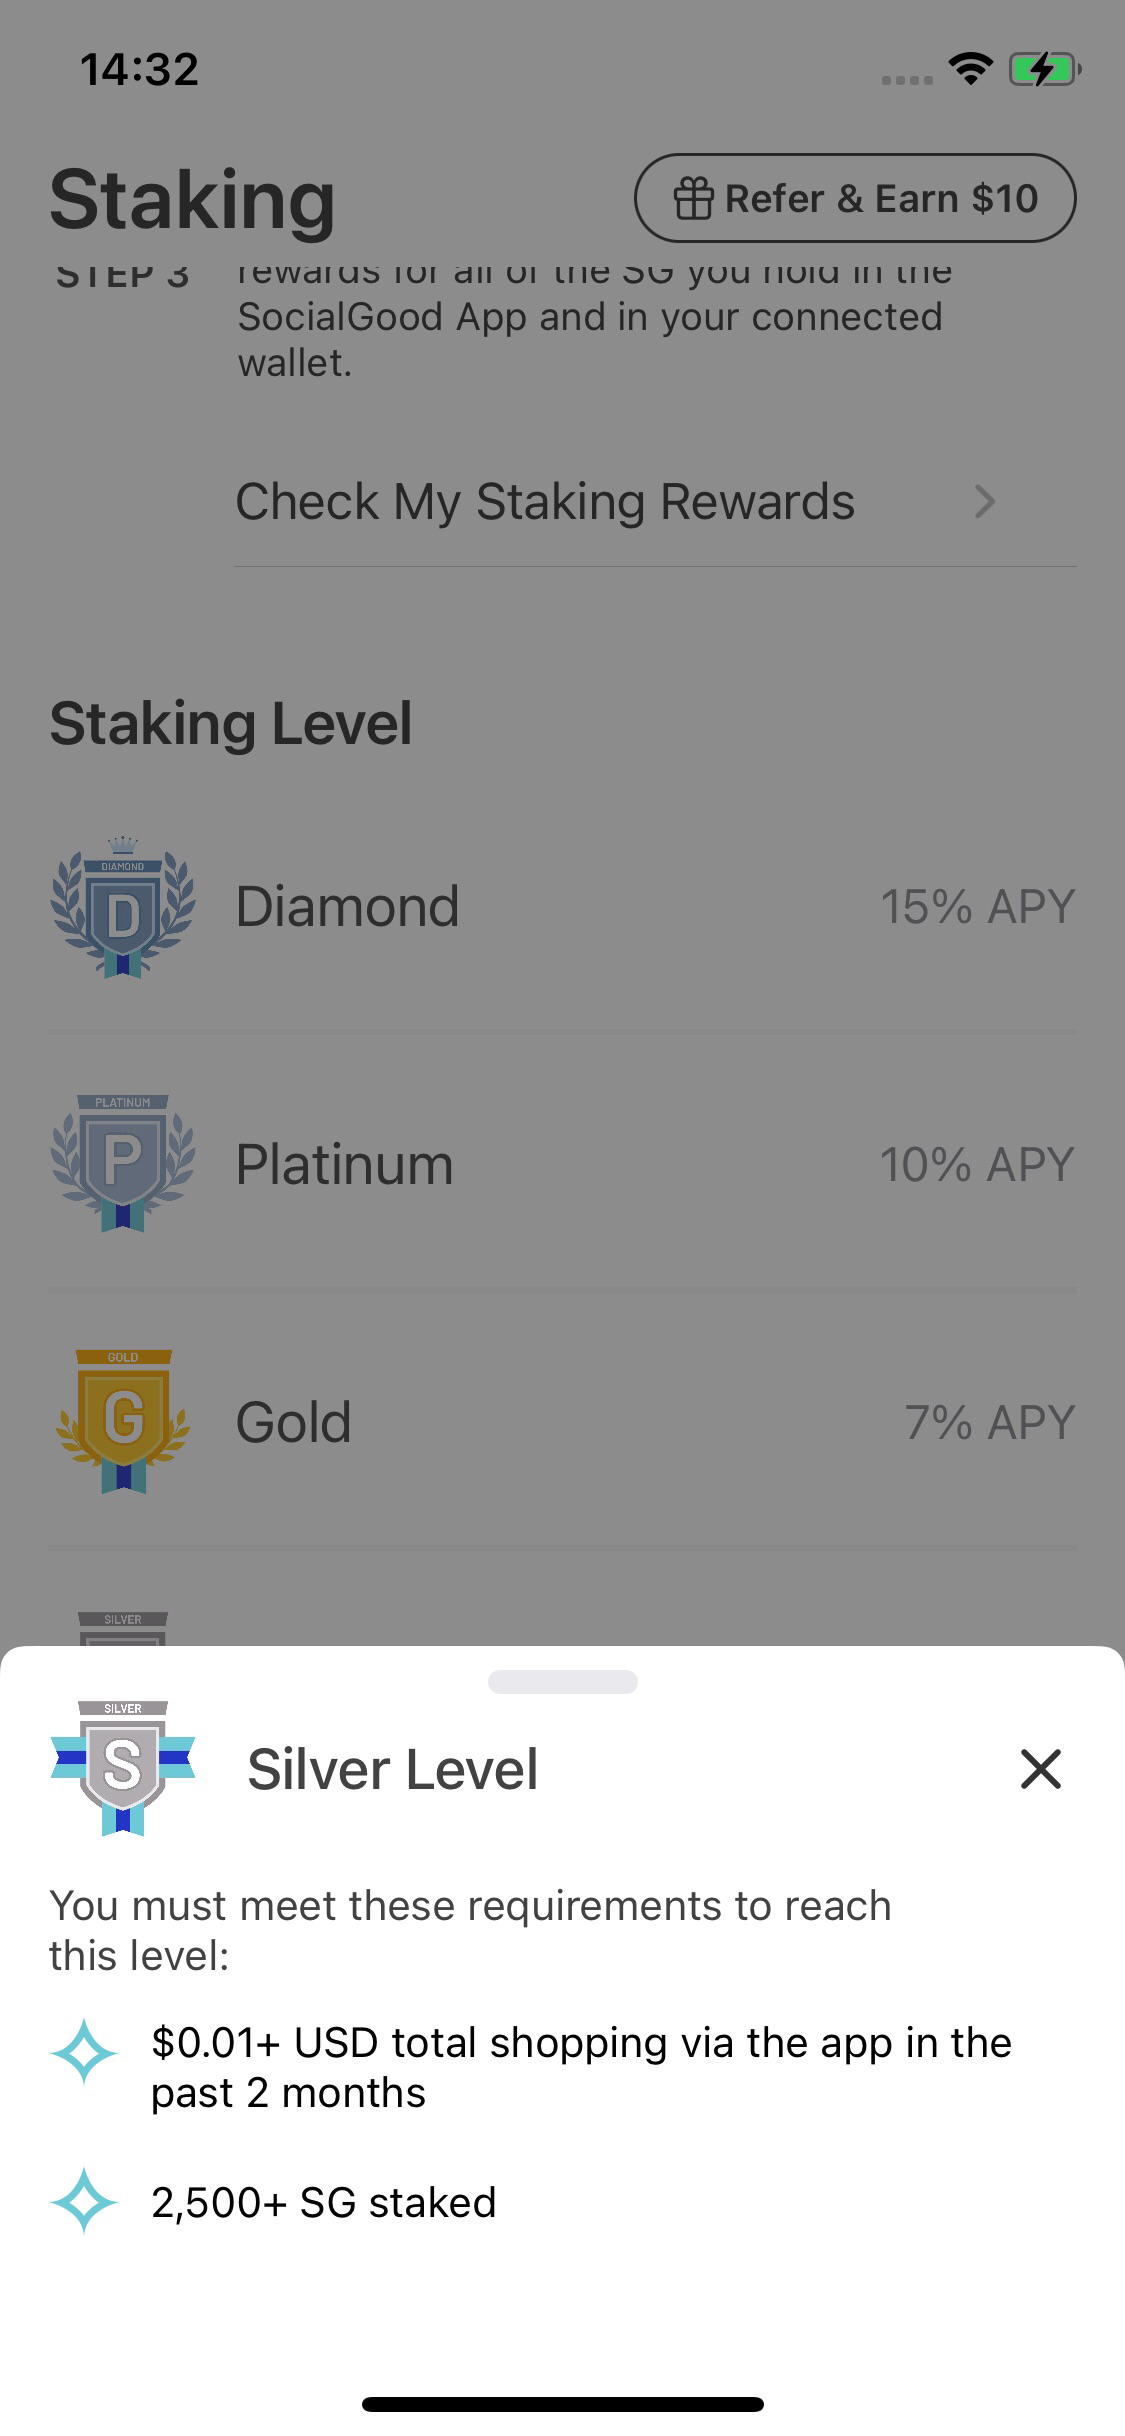 14:32
Staking
Refer & Earn $10
STEP 3
rewards for all of the SG you hold in the
SocialGood App and in your connected
wallet.
Check My Staking Rewards
Staking Level
DIAMOND
D
Diamond
15% APY
PLATINUM
P
Platinum
10% APY
GOLD
G
Gold
7% APY
SILVER
SILVER
S
Silver Level
You must meet these requirements to reach
this level:
$0.01+ USD total shopping via the app in the
past 2 months
2,500+ SG staked